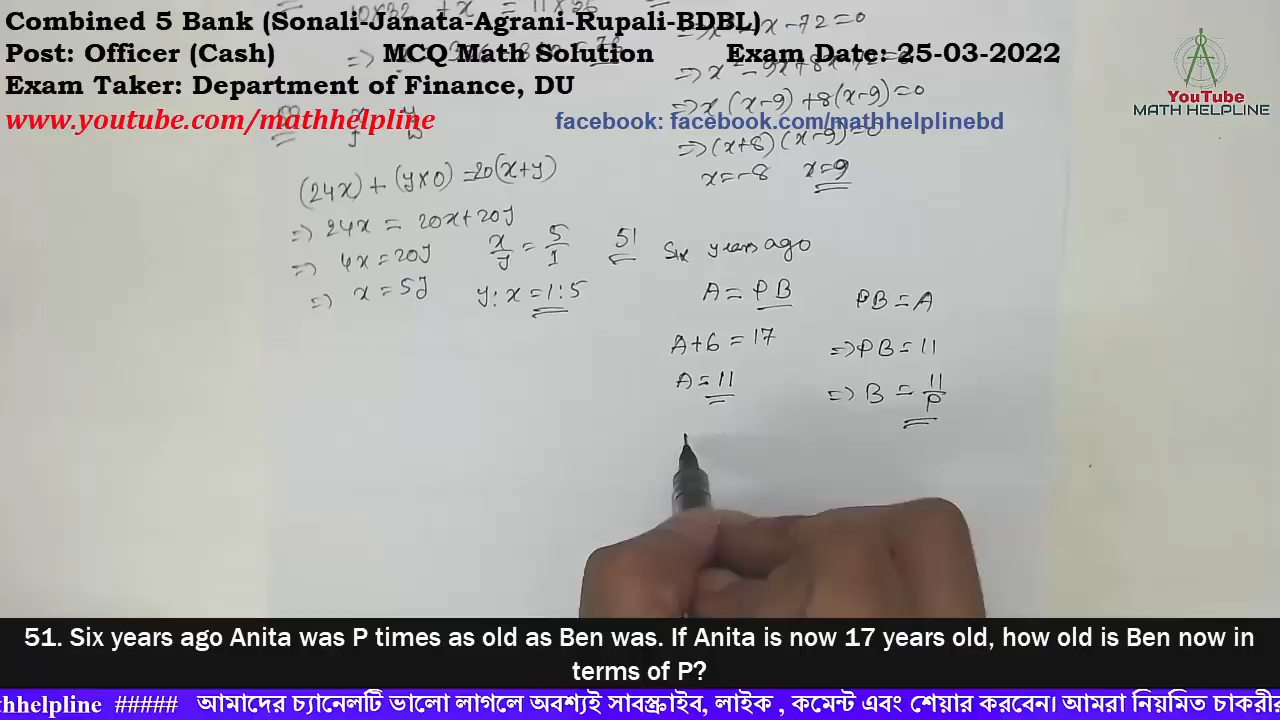 Combined 5 Bank (Sonali-Janata-Agrani-Rupali-BDBL)
Post: Officer (Cash) MCQ Math Solution Exam Date: 25-03-2022
Exam Taker: Department of Finance, DU
www.youtube.com/mathhelpline facebook: facebook.com/mathhelplinebd
YouTube
MATH HELPLINE
=> x (x-9) + 8(x-9) = 0
=> (x+8) (x-9) = 0
x = -8 x = 9
(24x) + (y×0) = 20(x+y)
=> 24x = 20x + 20y
=> 4x = 20y
=> x = 5y
x/y = 5/1
y : x = 1 : 5
51 Six years ago
A = PB
A+6 = 17
A = 11
PB = A
=> PB = 11
=> B = 11/P
51. Six years ago Anita was P times as old as Ben was. If Anita is now 17 years old, how old is Ben now in
terms of P?
hhelpline ##### আমাদের চ্যানেলটি ভালো লাগলে অবশ্যই সাবস্ক্রাইব, লাইক , কমেন্ট এবং শেয়ার করবেন। আমরা নিয়মিত